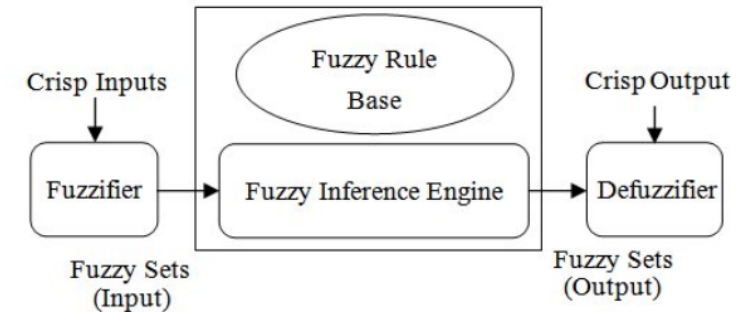 Fuzzy Rule
Base
Crisp Inputs
Crisp Output
Fuzzifier
Fuzzy Inference Engine
Defuzzifier
Fuzzy Sets
(Input)
Fuzzy Sets
(Output)